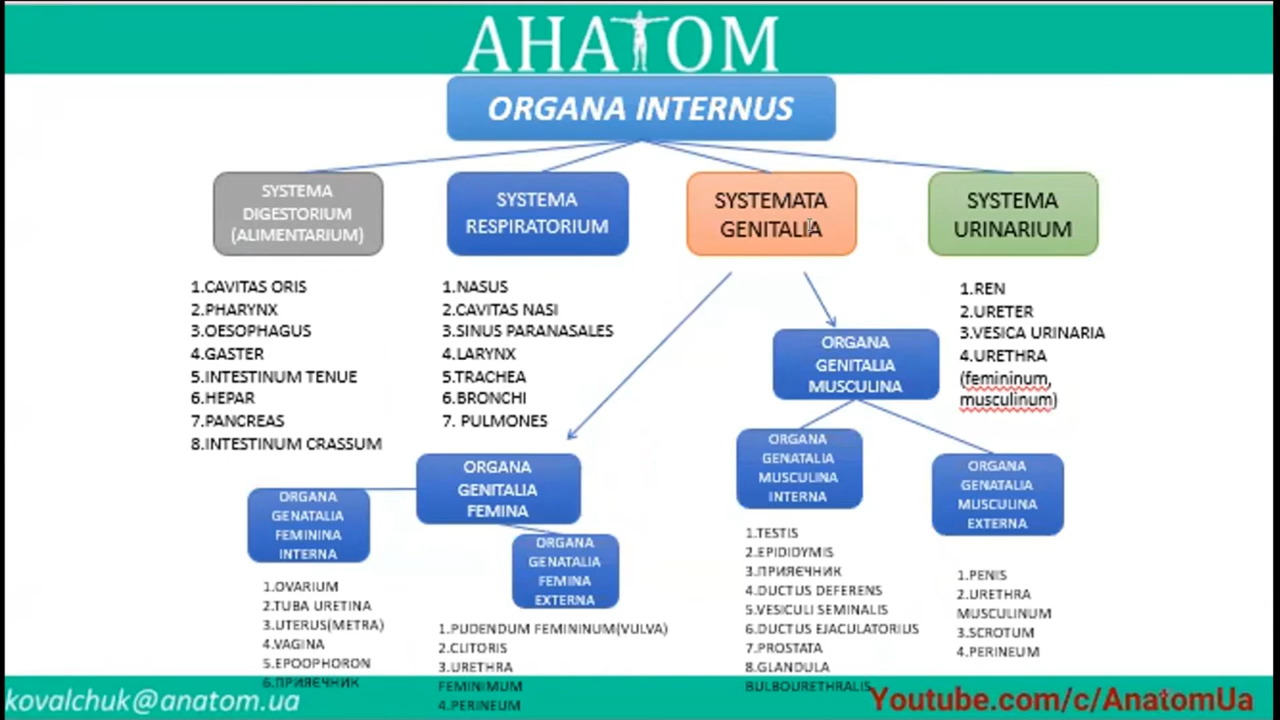 АНАТОМ
ORGANA INTERNUS
SYSTEMA
DIGESTORIUM
(ALIMENTARIUM)
1.CAVITAS ORIS
2.PHARYNX
3.OESOPHAGUS
4.GASTER
5.INTESTINUM TENUE
6.HEPAR
7.PANCREAS
8.INTESTINUM CRASSUM
SYSTEMA
RESPIRATORIUM
1.NASUS
2.CAVITAS NASI
3.SINUS PARANASALES
4.LARYNX
5.TRACHEA
6.BRONCHI
7. PULMONES
SYSTEMATA
GENITALIA
ORGANA
GENITALIA
FEMINA
ORGANA
GENATALIA
FEMININA
INTERNA
1.OVARIUM
2.TUBA URETINA
3.UTERUS(METRA)
4.VAGINA
5.EPOOPHORON
6.ПРИЯЄЧНИК
ORGANA
GENATALIA
FEMINA
EXTERNA
1.PUDENDUM FEMININUM(VULVA)
2.CLITORIS
3.URETHRA
FEMINIMUM
4.PERINEUM
ORGANA
GENITALIA
MUSCULINA
ORGANA
GENATALIA
MUSCULINA
INTERNA
1.TESTIS
2.EPIDIDYMIS
3.ПРИЯЄЧНИК
4.DUCTUS DEFERENS
5.VESICULI SEMINALIS
6.DUCTUS EJACULATORIUS
7.PROSTATA
8.GLANDULA
BULBOURETHRALIS
ORGANA
GENATALIA
MUSCULINA
EXTERNA
1.PENIS
2.URETHRA
MUSCULINUM
3.SCROTUM
4.PERINEUM
SYSTEMA
URINARIUM
1.REN
2.URETER
3.VESICA URINARIA
4.URETHRA
(femininum,
musculinum)
kovalchuk@anatom.ua
Youtube.com/c/AnatomUa